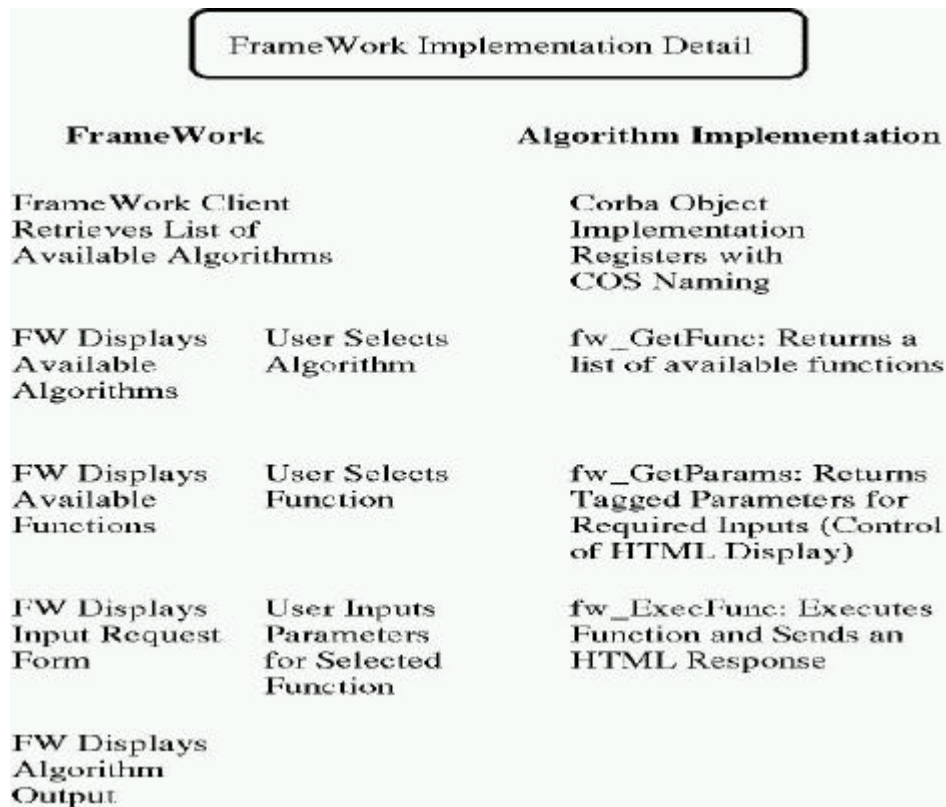 FrameWork Implementation Detail
FrameWork
Algorithm Implementation
FrameWork Client
Retrieves List of
Available Algorithms
Corba Object
Implementation
Registers with
COS Naming
FW Displays
Available
Algorithms
User Selects
Algorithm
fw_GetFunc: Returns a
list of available functions
FW Displays
Available
Functions
User Selects
Function
fw_GetParams: Returns
Tagged Parameters for
Required Inputs (Control
of HTML Display)
FW Displays
Input Request
Form
User Inputs
Parameters
for Selected
Function
fw_ExecFunc: Executes
Function and Sends an
HTML Response
FW Displays
Algorithm
Output